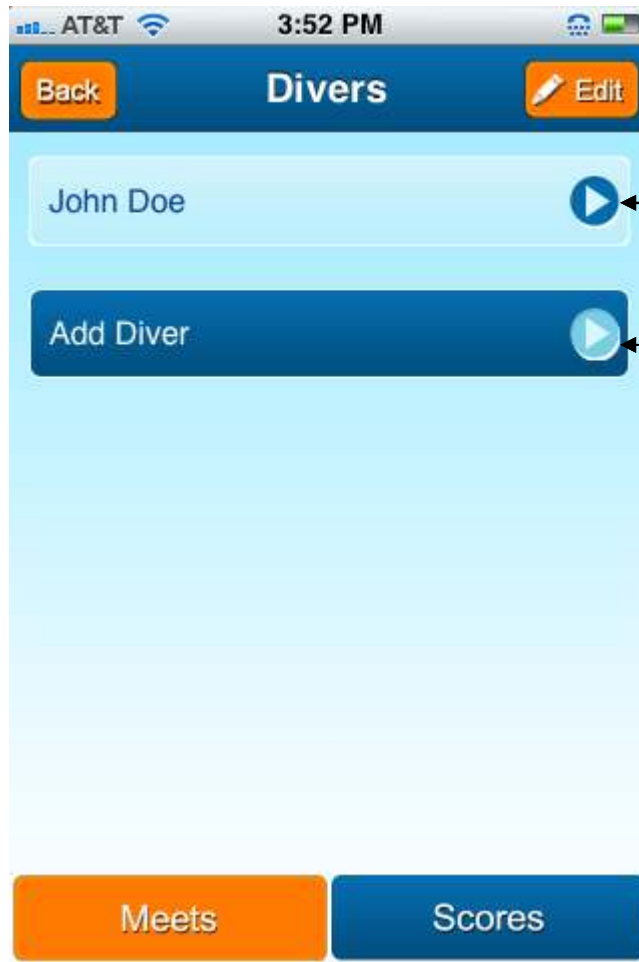 AT&T 3:52 PM
Back Divers Edit
John Doe
Add Diver
Meets Scores